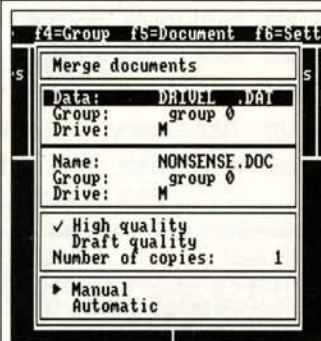 f4=Group f5=Document f6=Sett
Merge documents
Data: DRIVEL .DAT
Group: group 0
Drive: M
Name: NONSENSE.DOC
Group: group 0
Drive: M
✓ High quality
Draft quality
Number of copies: 1
▶ Manual
Automatic